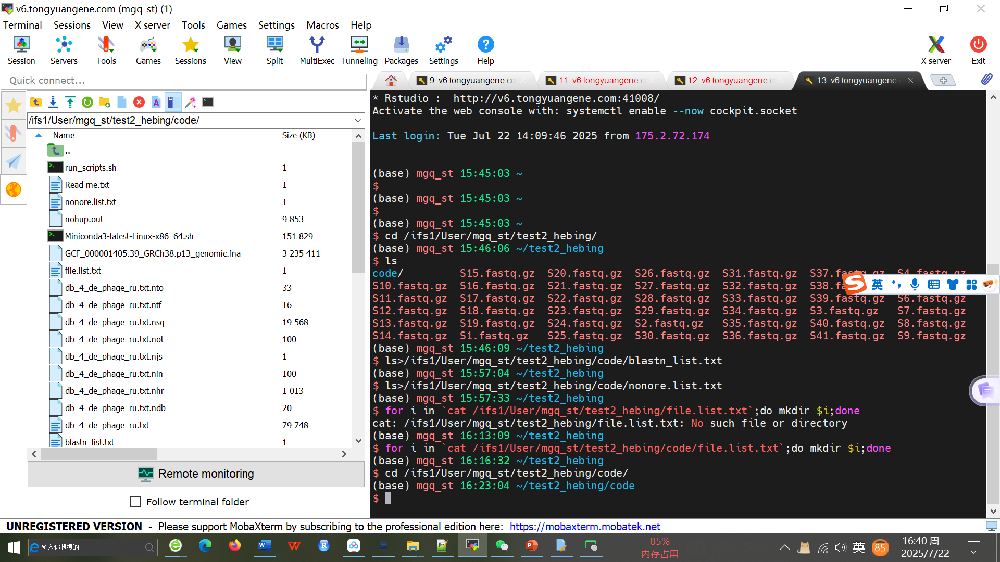 v6.tongyuangene.com (mgq_st) (1)
Terminal Sessions View X server Tools Games Settings Macros Help
Session Servers Tools Games Sessions View Split MultiExec Tunneling Packages Settings Help X server Exit
Quick connect...
9. v6.tongyuangene.co
11. v6.tongyuangene.c
12. v6.tongyuangene.c
13. v6.tongyuangene.
/ifs1/User/mgq_st/test2_hebing/code/
Name Size (KB)
..
run_scripts.sh 1
Read me.txt 1
nonore.list.txt 1
nohup.out 9 853
Miniconda3-latest-Linux-x86_64.sh 151 829
GCF_000001405.39_GRCh38.p13_genomic.fna 3 235 411
file.list.txt 1
db_4_de_phage_ru.txt.nto 33
db_4_de_phage_ru.txt.ntf 16
db_4_de_phage_ru.txt.nsq 19 568
db_4_de_phage_ru.txt.not 100
db_4_de_phage_ru.txt.njs 1
db_4_de_phage_ru.txt.nin 100
db_4_de_phage_ru.txt.nhr 1 013
db_4_de_phage_ru.txt.ndb 20
db_4_de_phage_ru.txt 79 748
blastn_list.txt 1
Remote monitoring
Follow terminal folder
* Rstudio : http://v6.tongyuangene.com:41008/
Activate the web console with: systemctl enable --now cockpit.socket
Last login: Tue Jul 22 14:09:46 2025 from 175.2.72.174
(base) mgq_st 15:45:03 ~
$
(base) mgq_st 15:45:03 ~
$
(base) mgq_st 15:45:03 ~
$ cd /ifs1/User/mgq_st/test2_hebing/
(base) mgq_st 15:46:06 ~/test2_hebing
$ ls
code/ S15.fastq.gz S20.fastq.gz S26.fastq.gz S31.fastq.gz S37.fastq.gz S4.fastq.gz
S10.fastq.gz S16.fastq.gz S21.fastq.gz S27.fastq.gz S32.fastq.gz S38.fa
S11.fastq.gz S17.fastq.gz S22.fastq.gz S28.fastq.gz S33.fastq.gz S39.fastq.gz S6.fastq.gz
S12.fastq.gz S18.fastq.gz S23.fastq.gz S29.fastq.gz S34.fastq.gz S3.fastq.gz S7.fastq.gz
S13.fastq.gz S19.fastq.gz S24.fastq.gz S2.fastq.gz S35.fastq.gz S40.fastq.gz S8.fastq.gz
S14.fastq.gz S1.fastq.gz S25.fastq.gz S30.fastq.gz S36.fastq.gz S41.fastq.gz S9.fastq.gz
(base) mgq_st 15:46:09 ~/test2_hebing
$ ls>/ifs1/User/mgq_st/test2_hebing/code/blastn_list.txt
(base) mgq_st 15:57:04 ~/test2_hebing
$ ls>/ifs1/User/mgq_st/test2_hebing/code/nonore.list.txt
(base) mgq_st 15:57:33 ~/test2_hebing
$ for i in `cat /ifs1/User/mgq_st/test2_hebing/file.list.txt`;do mkdir $i;done
cat: /ifs1/User/mgq_st/test2_hebing/file.list.txt: No such file or directory
(base) mgq_st 16:13:09 ~/test2_hebing
$ for i in `cat /ifs1/User/mgq_st/test2_hebing/code/file.list.txt`;do mkdir $i;done
(base) mgq_st 16:16:32 ~/test2_hebing
$ cd /ifs1/User/mgq_st/test2_hebing/code/
(base) mgq_st 16:23:04 ~/test2_hebing/code
$
英
UNREGISTERED VERSION - Please support MobaXterm by subscribing to the professional edition here: https://mobaxterm.mobatek.net
输入你想搜的
85%
内存占用
英
85
16:40 周二
2025/7/22